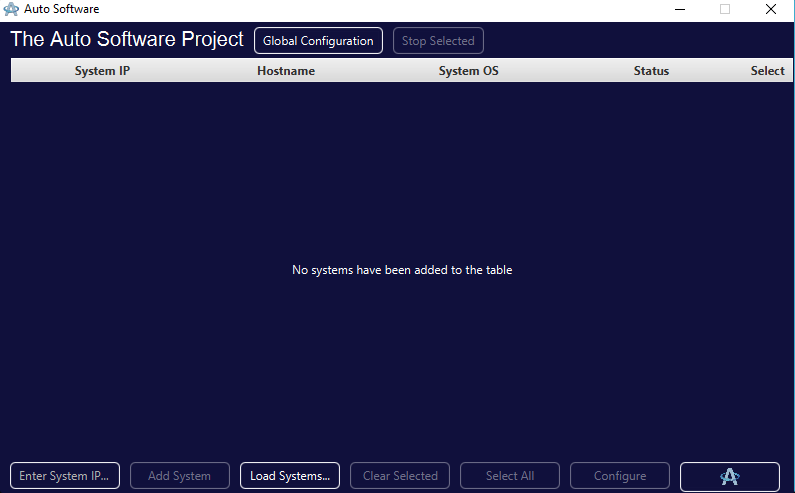 Auto Software
The Auto Software Project Global Configuration Stop Selected
System IP Hostname System OS Status Select
No systems have been added to the table
Enter System IP... Add System Load Systems... Clear Selected Select All Configure